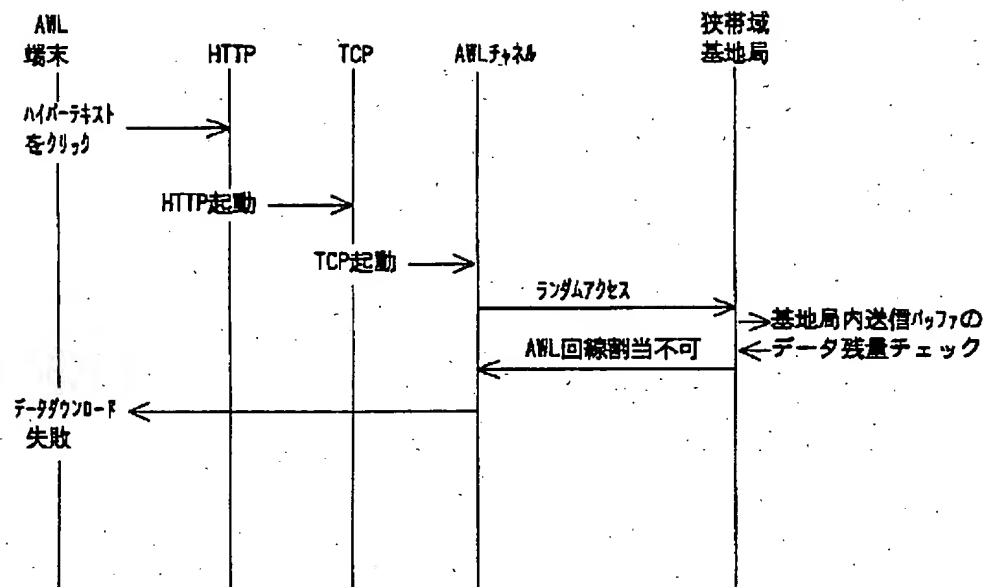 AWL
端末
HTTP
TCP
AWLチャネル
狭帯域
基地局
ハイパーテキスト
をクリック
HTTP起動
TCP起動
ランダムアクセス
基地局内送信バッファの
データ残量チェック
AWL回線割当不可
データダウンロード
失敗